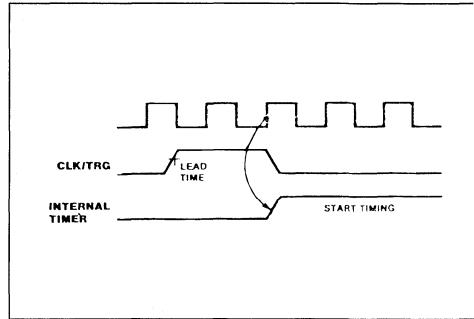 CLK/TRG
LEAD
TIME
INTERNAL
TIMER
START TIMING